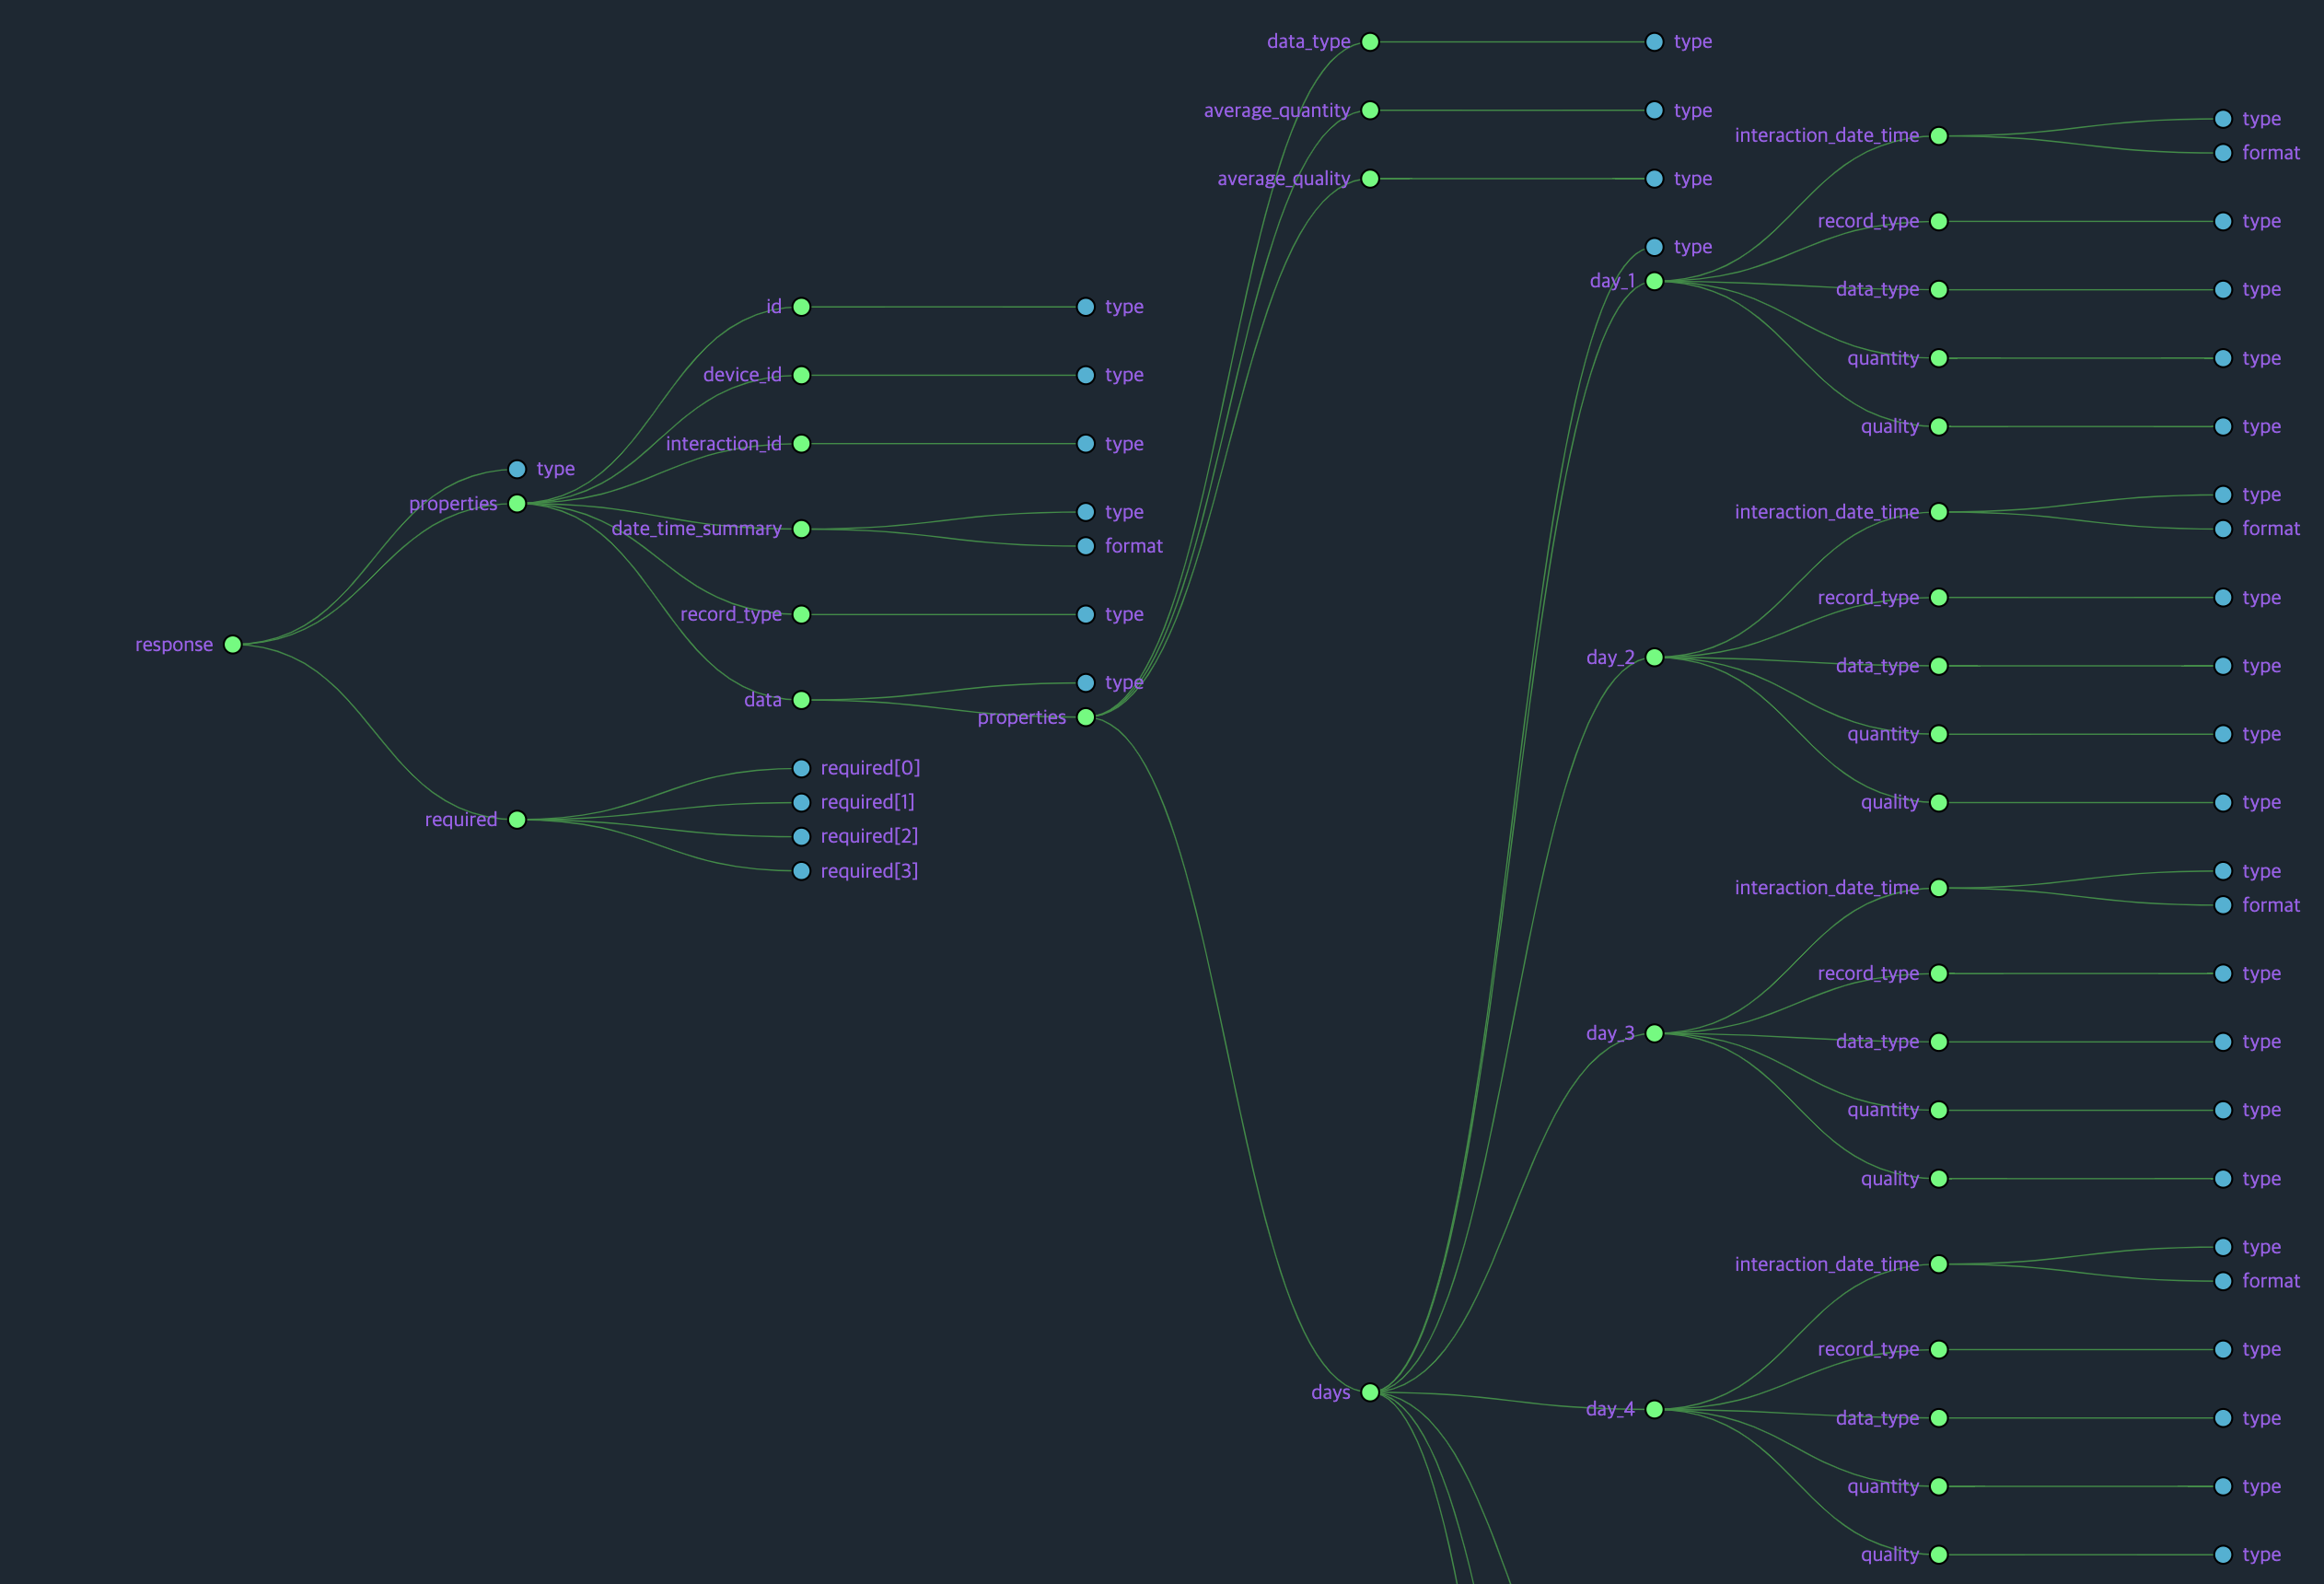 data_type
type
average_quantity
type
average_quality
type
interaction_date_time
type
format
record_type
type
type
day_1
data_type
type
quantity
type
quality
type
id
type
device_id
type
interaction_id
type
type
properties
date_time_summary
type
format
record_type
type
response
data
type
properties
required
required[0]
required[1]
required[2]
required[3]
interaction_date_time
type
format
record_type
type
day_2
data_type
type
quantity
type
quality
type
interaction_date_time
type
format
record_type
type
day_3
data_type
type
quantity
type
quality
type
days
interaction_date_time
type
format
record_type
type
day_4
data_type
type
quantity
type
quality
type